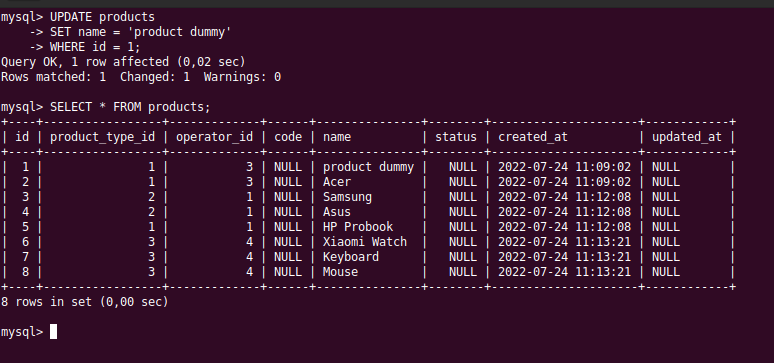 mysql> UPDATE products
    -> SET name = 'product dummy'
    -> WHERE id = 1;
Query OK, 1 row affected (0,02 sec)
Rows matched: 1  Changed: 1  Warnings: 0

mysql> SELECT * FROM products;
+----+-----------------+-------------+------+---------------+--------+---------------------+------------+
| id | product_type_id | operator_id | code | name          | status | created_at          | updated_at |
+----+-----------------+-------------+------+---------------+--------+---------------------+------------+
|  1 |               1 |           3 | NULL | product dummy |   NULL | 2022-07-24 11:09:02 | NULL       |
|  2 |               1 |           3 | NULL | Acer          |   NULL | 2022-07-24 11:09:02 | NULL       |
|  3 |               2 |           1 | NULL | Samsung       |   NULL | 2022-07-24 11:12:08 | NULL       |
|  4 |               2 |           1 | NULL | Asus          |   NULL | 2022-07-24 11:12:08 | NULL       |
|  5 |               1 |           1 | NULL | HP Probook    |   NULL | 2022-07-24 11:12:08 | NULL       |
|  6 |               3 |           4 | NULL | Xiaomi Watch  |   NULL | 2022-07-24 11:13:21 | NULL       |
|  7 |               3 |           4 | NULL | Keyboard      |   NULL | 2022-07-24 11:13:21 | NULL       |
|  8 |               3 |           4 | NULL | Mouse         |   NULL | 2022-07-24 11:13:21 | NULL       |
+----+-----------------+-------------+------+---------------+--------+---------------------+------------+
8 rows in set (0,00 sec)

mysql>